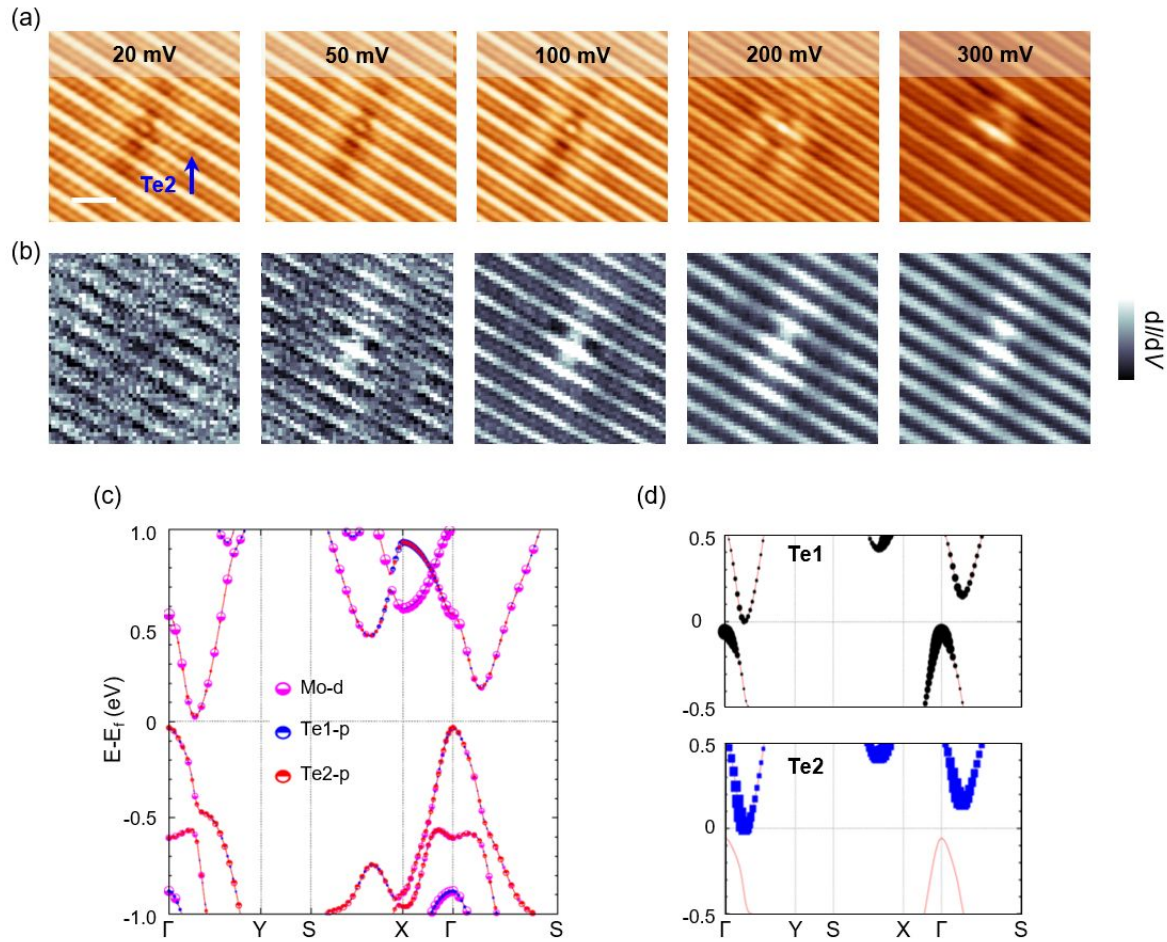 (a)
20 mV 50 mV 100 mV 200 mV 300 mV
Te2
(b)
dI/dV
(c)
(d)
1.0
0.5
0
-0.5
-1.0
E-E_f (eV)
Mo-d
Te1-p
Te2-p
Γ Y S X Γ S
0.5
0
-0.5
Te1
0.5
0
-0.5
Te2
Γ Y S X Γ S